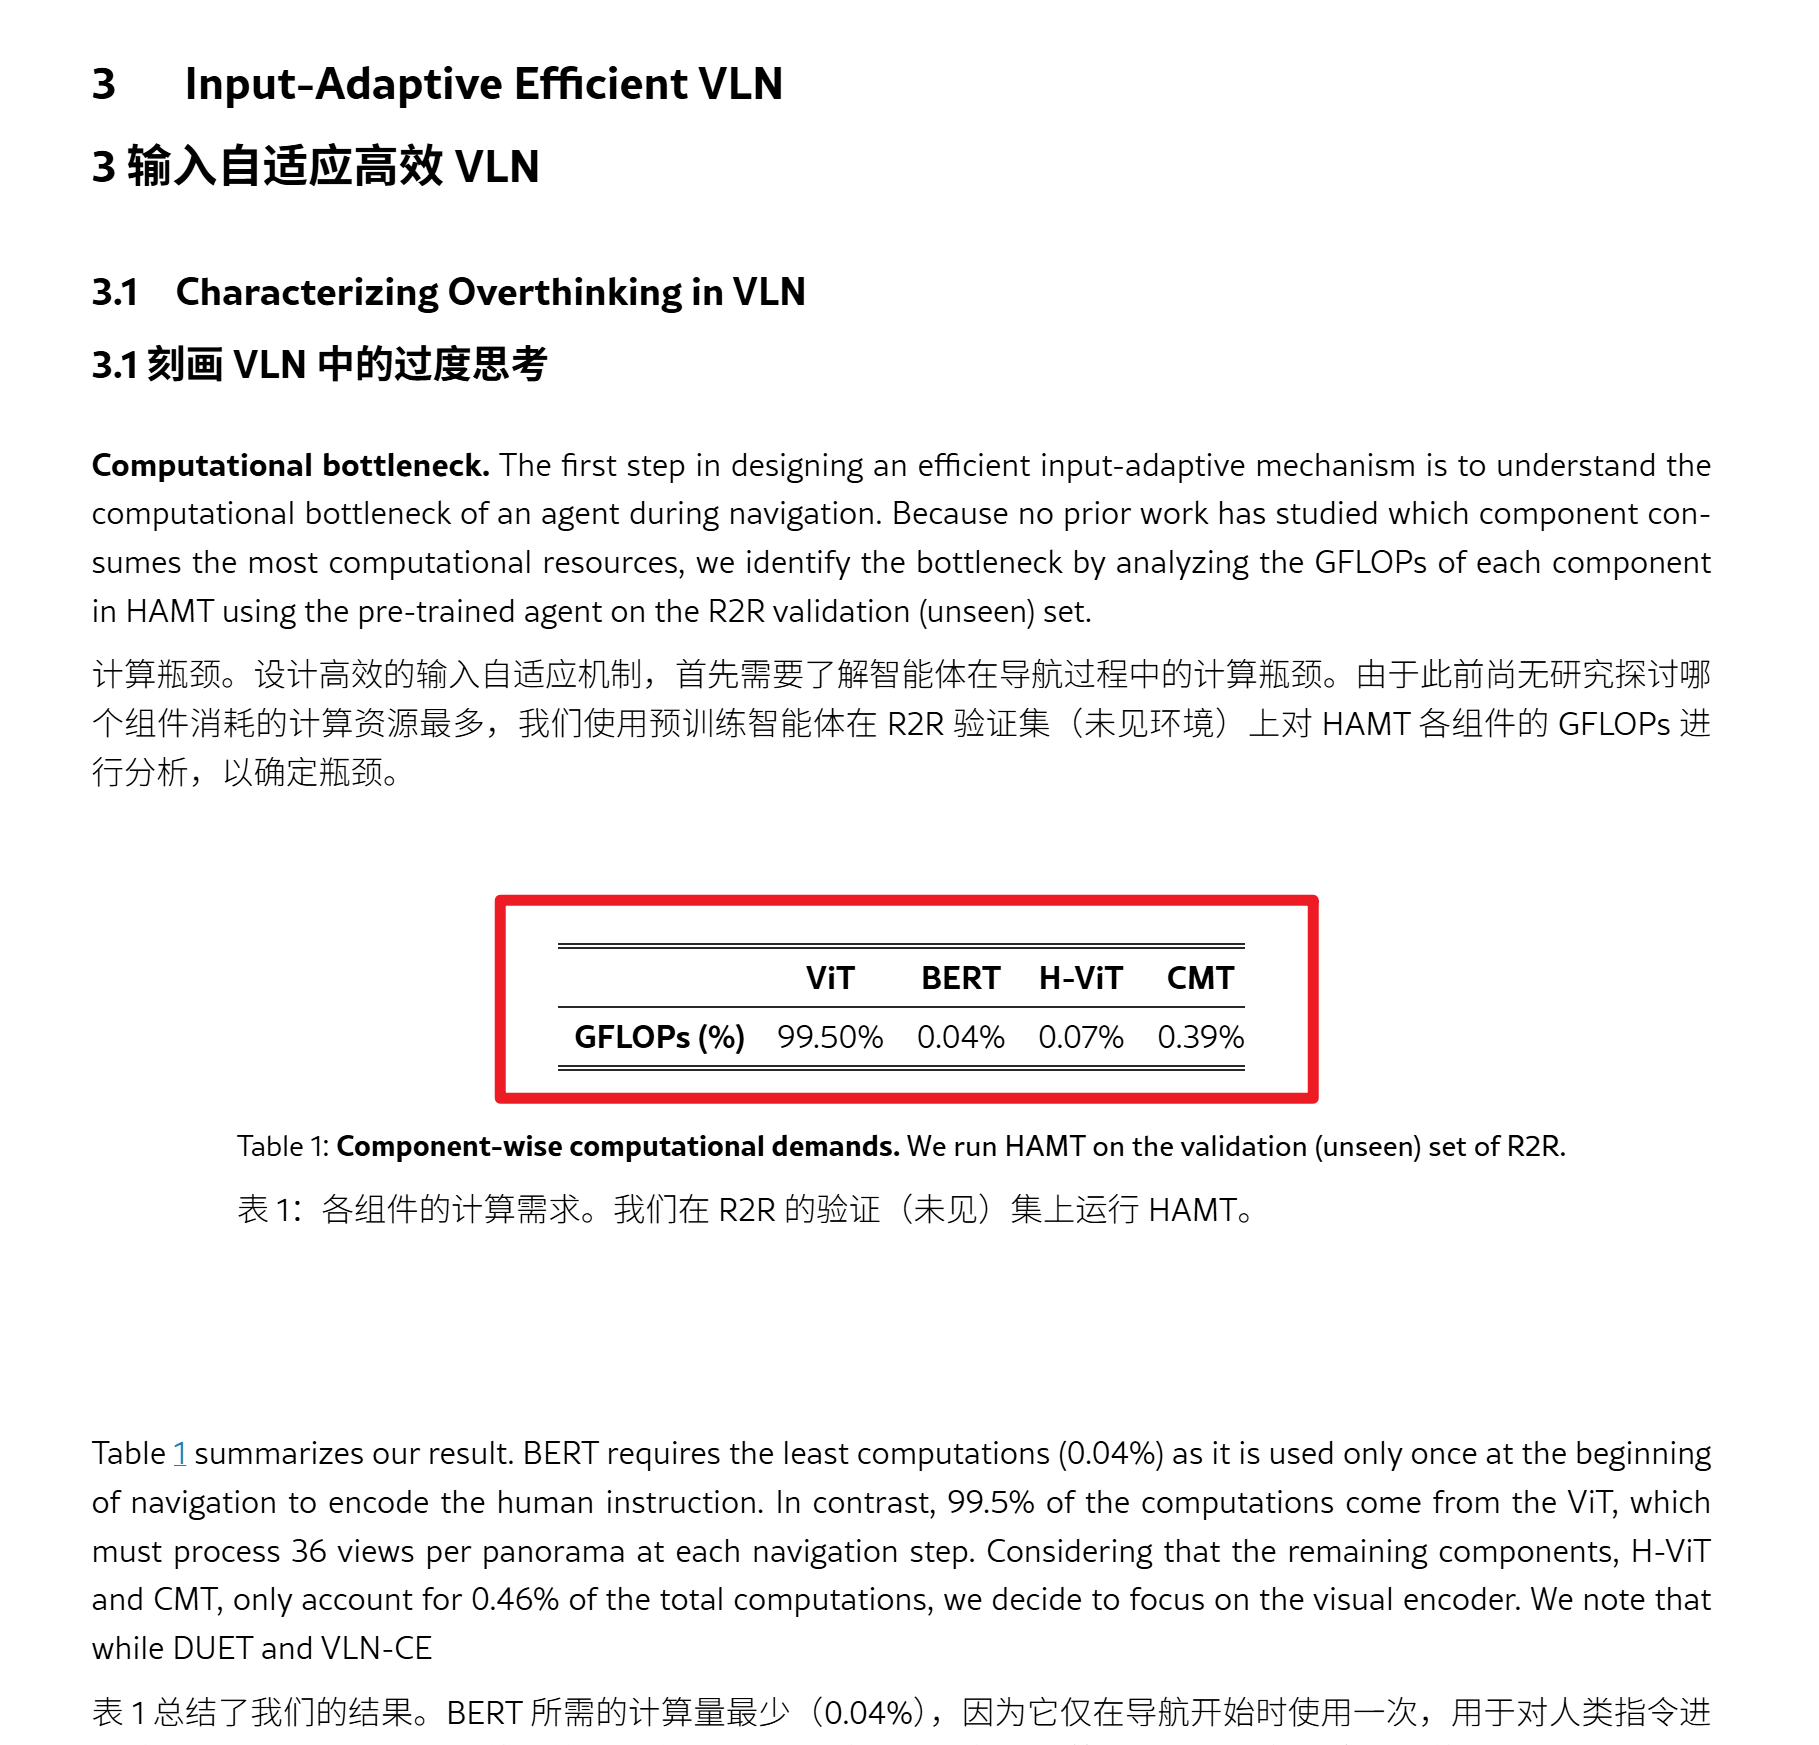 3 Input-Adaptive Efficient VLN
3 输入自适应高效 VLN
3.1 Characterizing Overthinking in VLN
3.1 刻画 VLN 中的过度思考
Computational bottleneck. The first step in designing an efficient input-adaptive mechanism is to understand the
computational bottleneck of an agent during navigation. Because no prior work has studied which component con-
sumes the most computational resources, we identify the bottleneck by analyzing the GFLOPs of each component
in HAMT using the pre-trained agent on the R2R validation (unseen) set.
计算瓶颈。设计高效的输入自适应机制，首先需要了解智能体在导航过程中的计算瓶颈。由于此前尚无研究探讨哪
个组件消耗的计算资源最多，我们使用预训练智能体在 R2R 验证集（未见环境）上对 HAMT 各组件的 GFLOPs 进
行分析，以确定瓶颈。
ViT BERT H-ViT CMT
GFLOPs (%) 99.50% 0.04% 0.07% 0.39%
Table 1: Component-wise computational demands. We run HAMT on the validation (unseen) set of R2R.
表 1：各组件的计算需求。我们在 R2R 的验证（未见）集上运行 HAMT。
Table 1 summarizes our result. BERT requires the least computations (0.04%) as it is used only once at the beginning
of navigation to encode the human instruction. In contrast, 99.5% of the computations come from the ViT, which
must process 36 views per panorama at each navigation step. Considering that the remaining components, H-ViT
and CMT, only account for 0.46% of the total computations, we decide to focus on the visual encoder. We note that
while DUET and VLN-CE
表 1 总结了我们的结果。BERT 所需的计算量最少（0.04%），因为它仅在导航开始时使用一次，用于对人类指令进